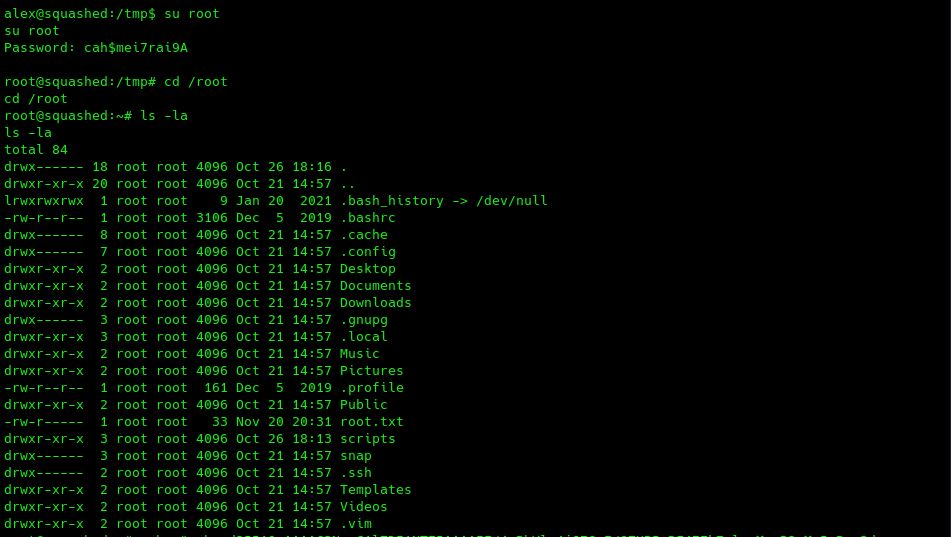 alex@squashed:/tmp$ su root
su root
Password: cah$mei7rai9A
root@squashed:/tmp# cd /root
cd /root
root@squashed:~# ls -la
ls -la
total 84
drwx------ 18 root root 4096 Oct 26 18:16 .
drwxr-xr-x 20 root root 4096 Oct 21 14:57 ..
lrwxrwxrwx  1 root root    9 Jan 20  2021 .bash_history -> /dev/null
-rw-r--r--  1 root root 3106 Dec  5  2019 .bashrc
drwx------  8 root root 4096 Oct 21 14:57 .cache
drwx------  7 root root 4096 Oct 21 14:57 .config
drwxr-xr-x  2 root root 4096 Oct 21 14:57 Desktop
drwxr-xr-x  2 root root 4096 Oct 21 14:57 Documents
drwxr-xr-x  2 root root 4096 Oct 21 14:57 Downloads
drwx------  3 root root 4096 Oct 21 14:57 .gnupg
drwxr-xr-x  3 root root 4096 Oct 21 14:57 .local
drwxr-xr-x  2 root root 4096 Oct 21 14:57 Music
drwxr-xr-x  2 root root 4096 Oct 21 14:57 Pictures
-rw-r--r--  1 root root  161 Dec  5  2019 .profile
drwxr-xr-x  2 root root 4096 Oct 21 14:57 Public
-rw-r-----  1 root root   33 Nov 20 20:31 root.txt
drwxr-xr-x  3 root root 4096 Oct 26 18:13 scripts
drwx------  3 root root 4096 Oct 21 14:57 snap
drwx------  2 root root 4096 Oct 21 14:57 .ssh
drwxr-xr-x  2 root root 4096 Oct 21 14:57 Templates
drwxr-xr-x  2 root root 4096 Oct 21 14:57 Videos
drwxr-xr-x  2 root root 4096 Oct 21 14:57 .vim